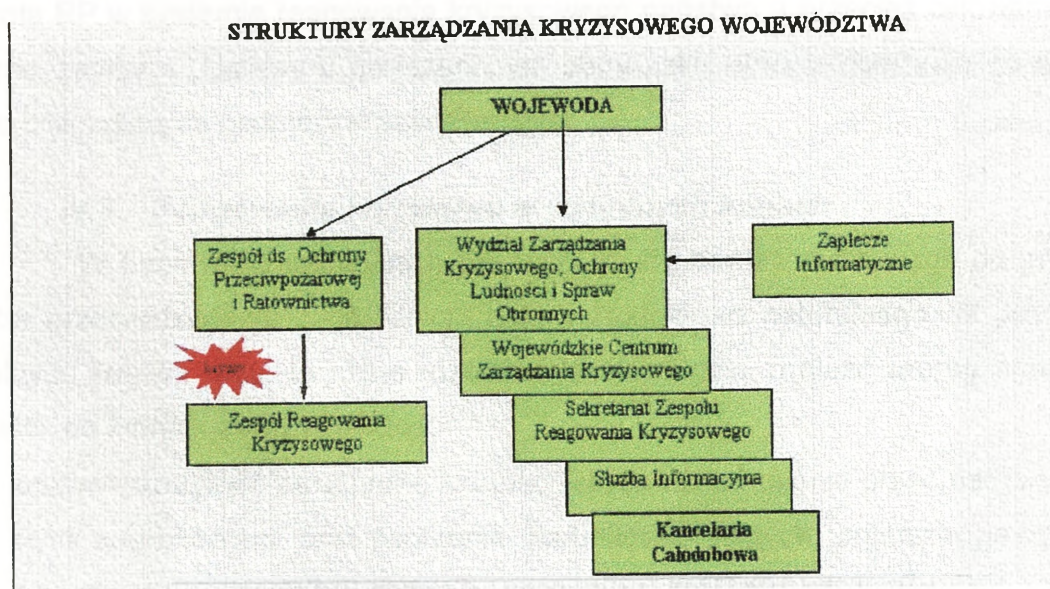 STRUKTURY ZARZĄDZANIA KRYZYSOWEGO WOJEWÓDZTWA
WOJEWODA
Zespół ds. Ochrony
Przeciwpożarowej
i Ratownictwa
Wydział Zarządzania
Kryzysowego, Ochrony
Ludności i Spraw
Obronnych
Zaplecze
Informatyczne
Wojewódzkie Centrum
Zarządzania Kryzysowego
Zespół Reagowania
Kryzysowego
Sekretariat Zespołu
Reagowania Kryzysowego
Służba Informacyjna
Kancelaria
Całodobowa